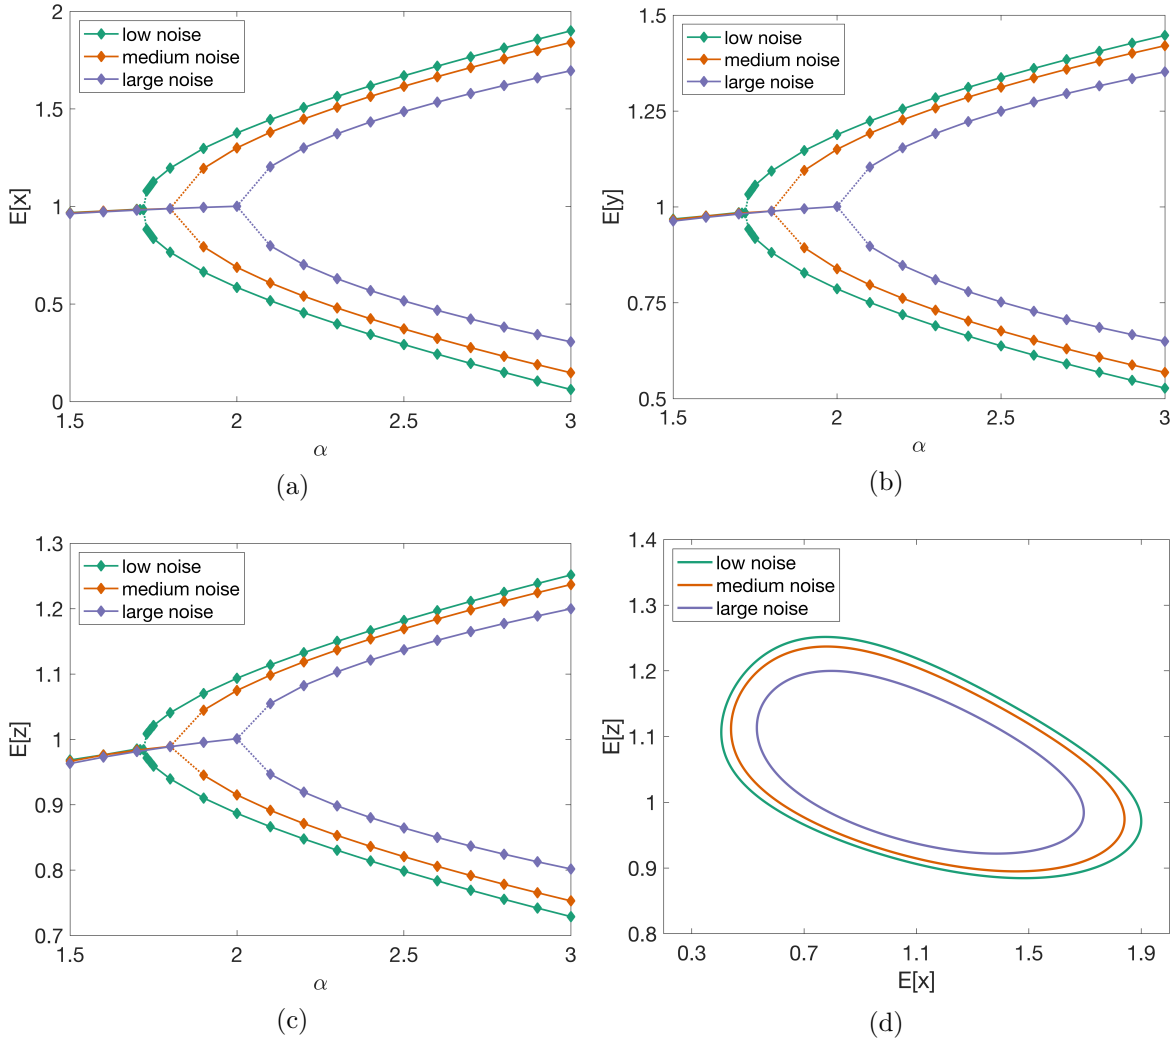 2
1.5
1
0.5
0
E[x]
low noise
medium noise
large noise
1.5
2
2.5
3
α
(a)
1.5
1.25
1
0.75
0.5
E[y]
low noise
medium noise
large noise
1.5
2
2.5
3
α
(b)
1.3
1.2
1.1
1
0.9
0.8
0.7
E[z]
low noise
medium noise
large noise
1.5
2
2.5
3
α
(c)
1.4
1.3
1.2
1.1
1
0.9
0.8
E[z]
low noise
medium noise
large noise
0.3
0.7
1.1
1.5
1.9
E[x]
(d)